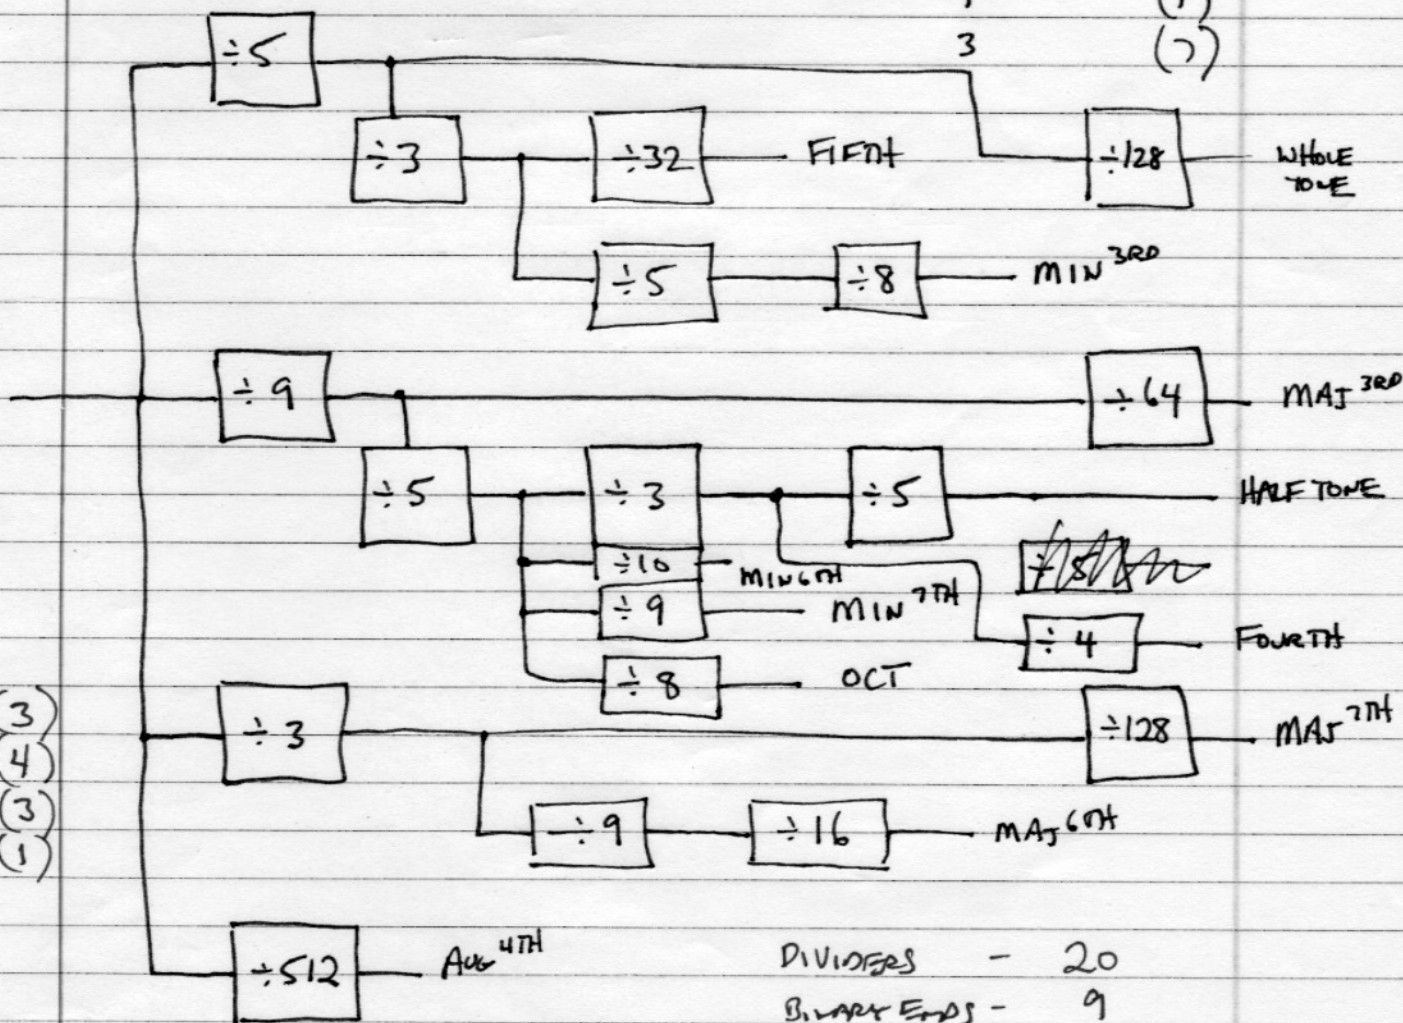 ÷5
3 (7)
÷3 ÷32 FIFTH ÷128 WHOLE
TONE
÷5 ÷8 MIN 3RD
÷9 ÷64 MAJ 3RD
÷5 ÷3 ÷5 HALF TONE
÷10 MIN 6TH
÷9 MIN 7TH
÷4 FOURTH
÷8 OCT
(3)
÷3 ÷128 MAJ 7TH
(4)
(3)
÷9 ÷16 MAJ 6TH
(1)
÷512 AUG 4TH
DIVIDERS - 20
BINARY ENDS - 9